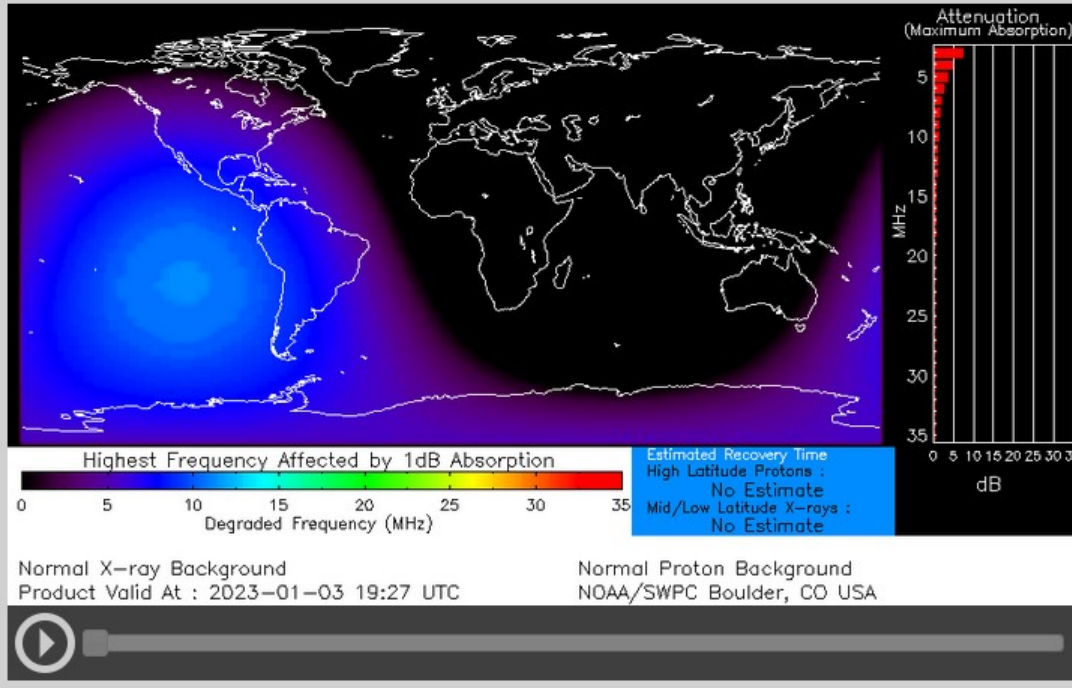 Attenuation
(Maximum Absorption)
5
10
15
20
25
30
35
MHz
0 5 10 15 20 25 30
dB
Highest Frequency Affected by 1dB Absorption
0 5 10 15 20 25 30 35
Degraded Frequency (MHz)
Estimated Recovery Time
High Latitude Protons :
No Estimate
Mid/Low Latitude X-rays :
No Estimate
Normal X-ray Background
Product Valid At : 2023-01-03 19:27 UTC
Normal Proton Background
NOAA/SWPC Boulder, CO USA